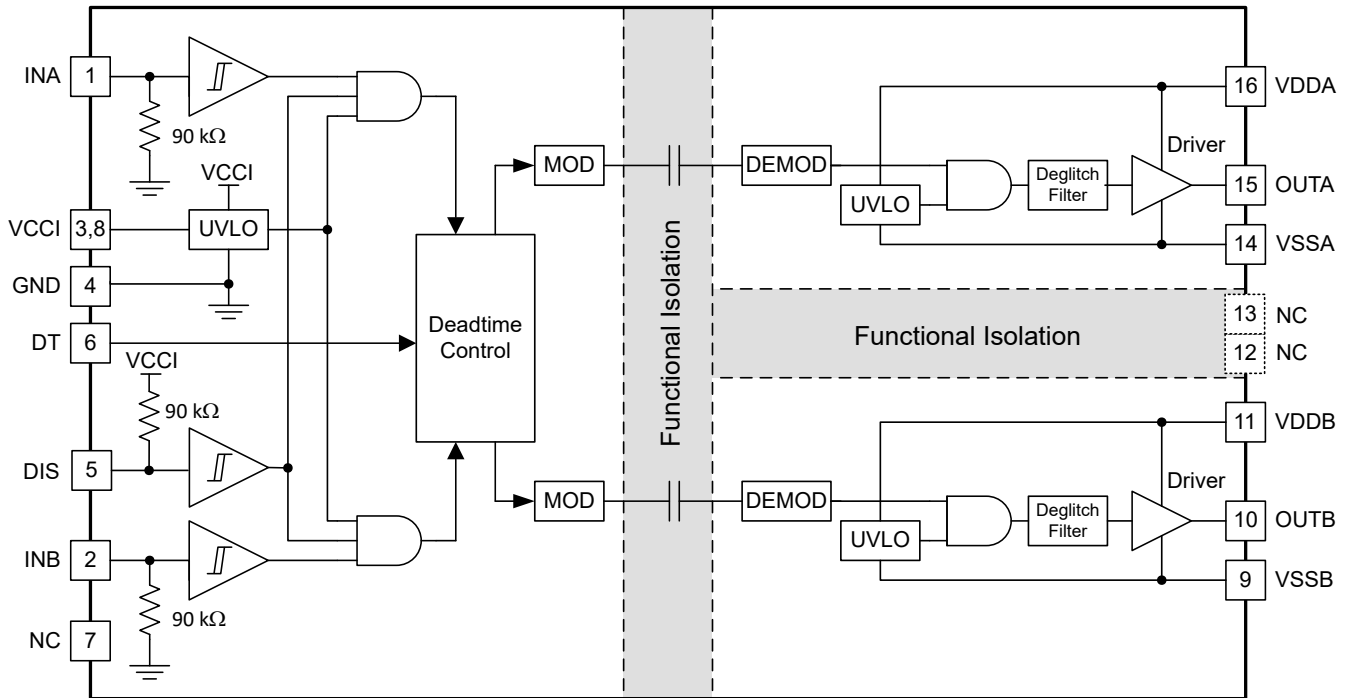 INA
1
90 kΩ
VCCI
VCCI
3,8
UVLO
GND
4
DT
6
VCCI
90 kΩ
DIS
5
INB
2
90 kΩ
NC
7
Deadtime
Control
MOD
MOD
Functional Isolation
DEMOD
UVLO
Deglitch
Filter
Driver
16
VDDA
15
OUTA
14
VSSA
Functional Isolation
13
NC
12
NC
DEMOD
UVLO
Deglitch
Filter
Driver
11
VDDB
10
OUTB
9
VSSB